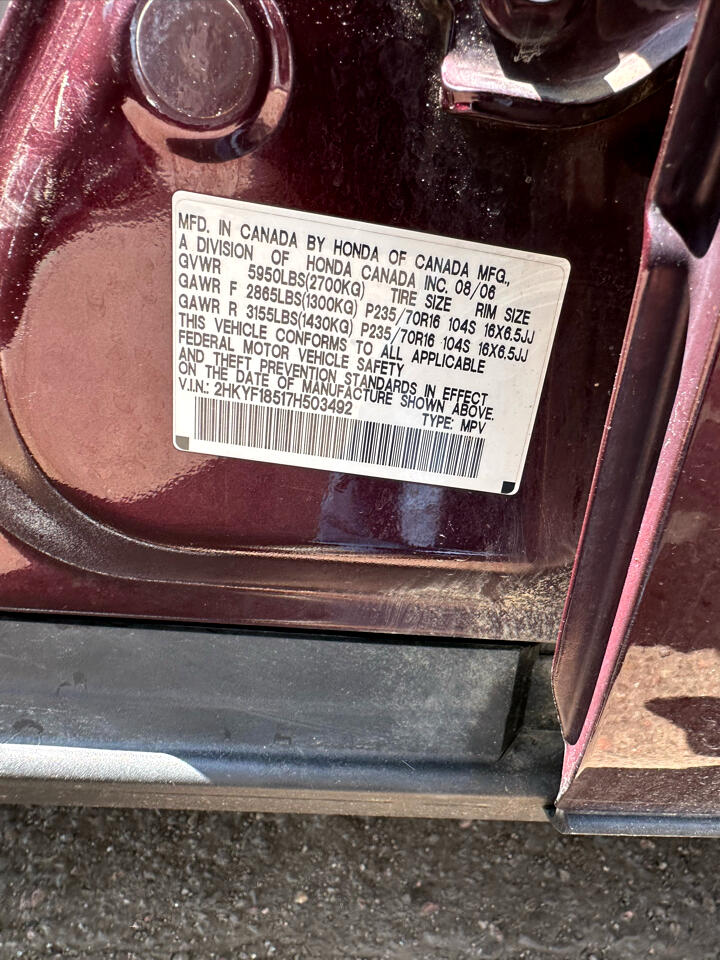 MFD. IN CANADA BY HONDA OF CANADA MFG.,
A DIVISION OF HONDA CANADA INC. 08/06
GVWR 5950LBS(2700KG) TIRE SIZE RIM SIZE
GAWR F 2865LBS(1300KG) P235/70R16 104S 16X6.5JJ
GAWR R 3155LBS(1430KG) P235/70R16 104S 16X6.5JJ
THIS VEHICLE CONFORMS TO ALL APPLICABLE
FEDERAL MOTOR VEHICLE SAFETY
AND THEFT PREVENTION STANDARDS IN EFFECT
ON THE DATE OF MANUFACTURE SHOWN ABOVE.
V.I.N.: 2HKYF18517H503492 TYPE: MPV